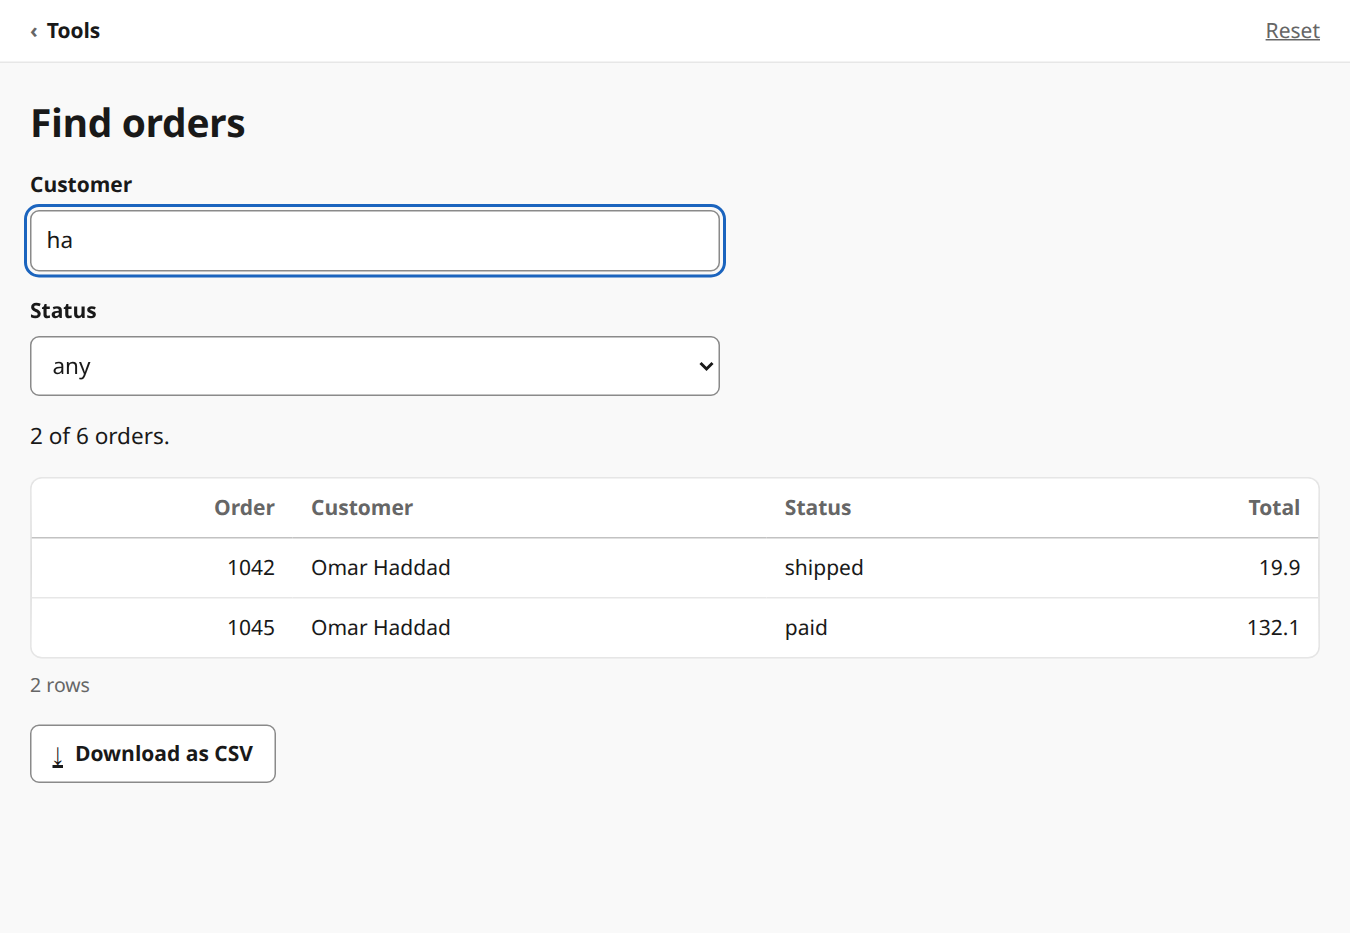 ‹ Tools Reset
Find orders
Customer
ha
Status
any
2 of 6 orders.
Order Customer Status Total
1042 Omar Haddad shipped 19.9
1045 Omar Haddad paid 132.1
2 rows
Download as CSV